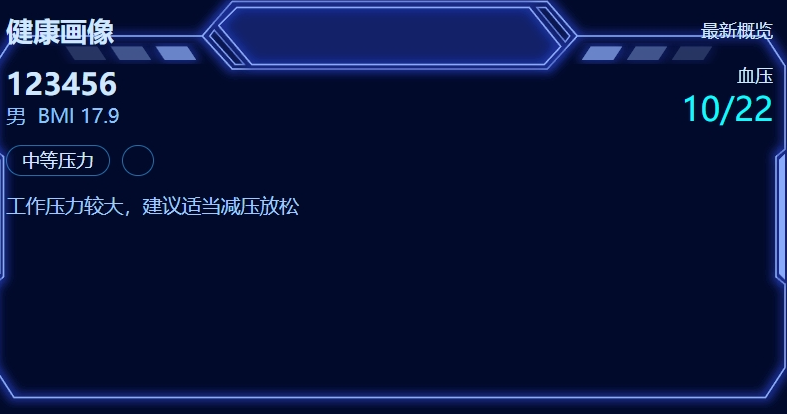 健康画像
最新概览
123456
血压
男 BMI 17.9
10/22
中等压力
工作压力较大，建议适当减压放松